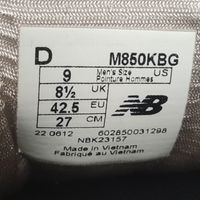 D M850KBG
9 Men's Size Pointure Hommes US
8½ UK
42.5 EU
27 CM
NB
22 0612 602850031298
NBK23157
Made in Vietnam
Fabriqué au Vietnam